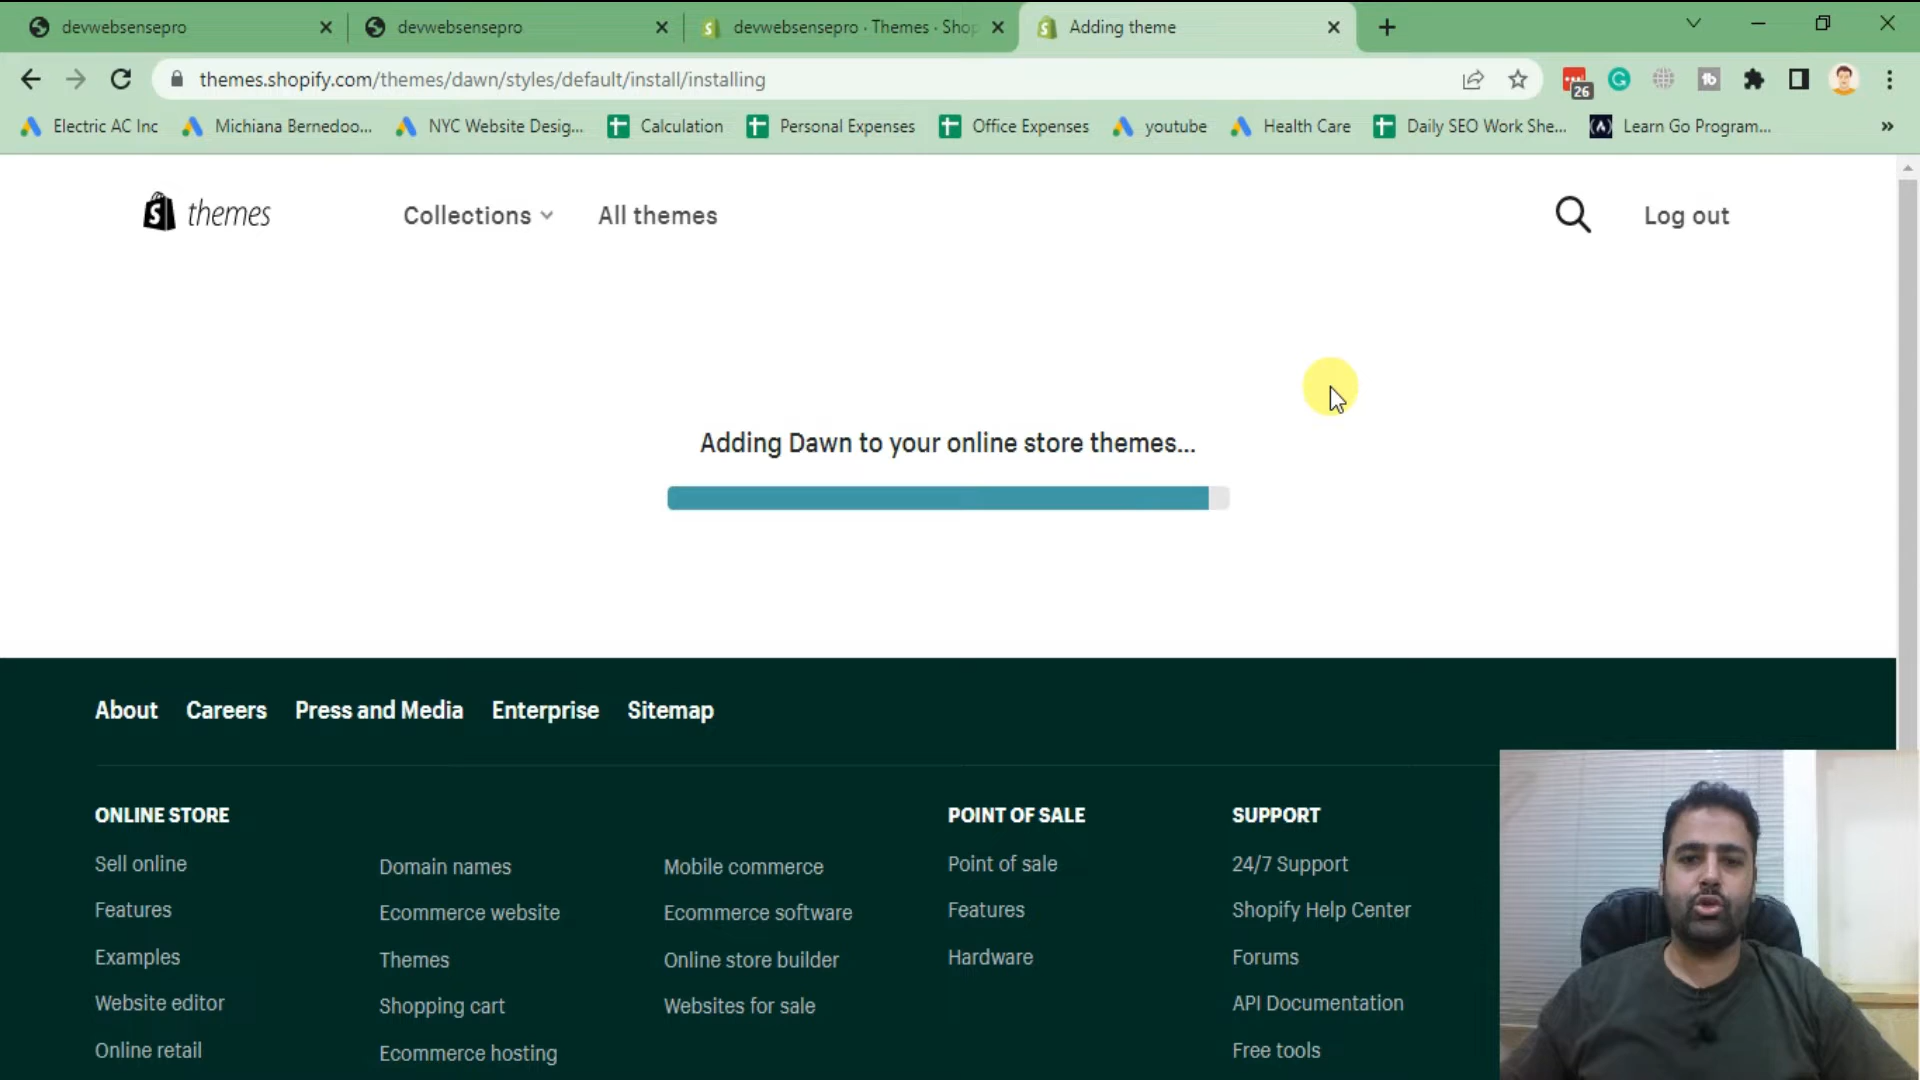 devwebsensepro
devwebsensepro
devwebsensepro · Themes · Shop
Adding theme
themes.shopify.com/themes/dawn/styles/default/install/installing
26
Electric AC Inc
Michiana Bernedoo...
NYC Website Desig...
Calculation
Personal Expenses
Office Expenses
youtube
Health Care
Daily SEO Work She...
Learn Go Program...
themes
Collections
All themes
Log out
Adding Dawn to your online store themes...
About
Careers
Press and Media
Enterprise
Sitemap
ONLINE STORE
Sell online
Features
Examples
Website editor
Online retail
Domain names
Ecommerce website
Themes
Shopping cart
Ecommerce hosting
Mobile commerce
Ecommerce software
Online store builder
Websites for sale
POINT OF SALE
Point of sale
Features
Hardware
SUPPORT
24/7 Support
Shopify Help Center
Forums
API Documentation
Free tools